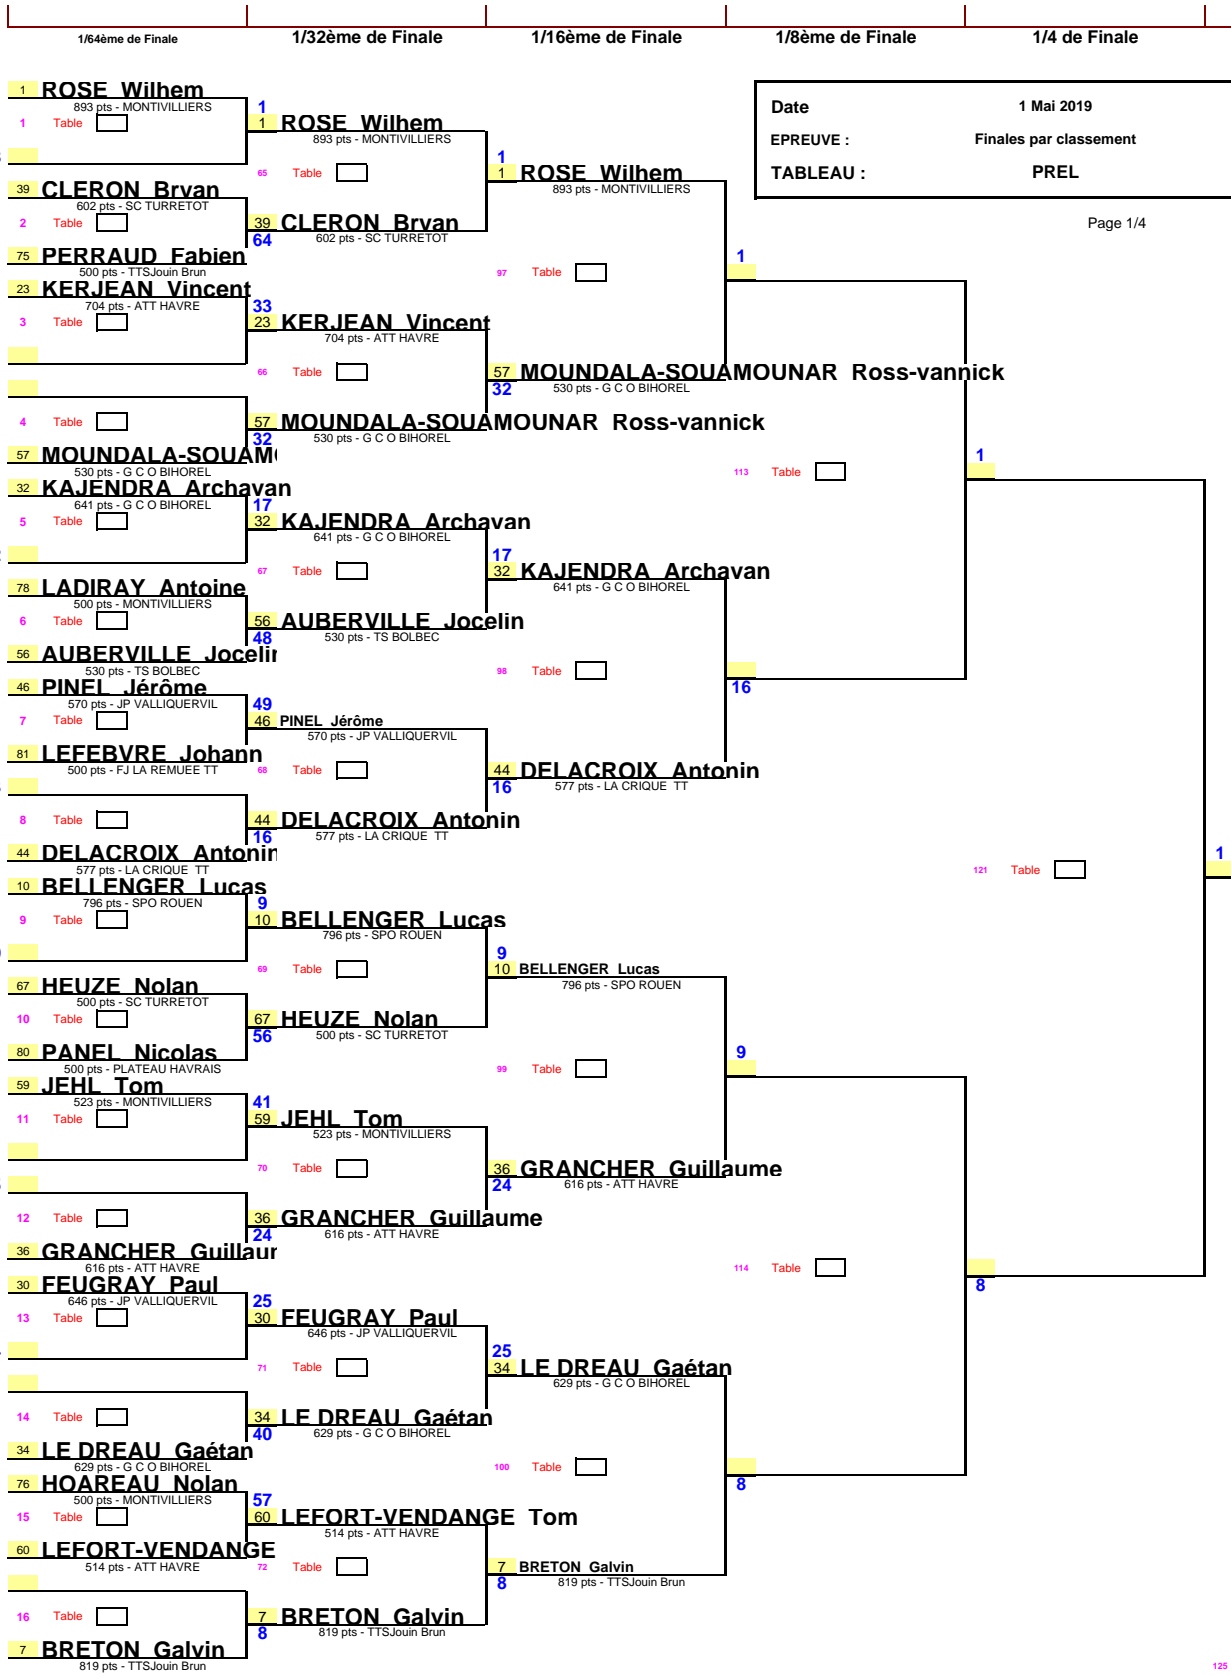 1/64ème de Finale
1/32ème de Finale
1/16ème de Finale
1/8ème de Finale
1/4 de Finale
Date 1 Mai 2019
EPREUVE : Finales par classement
TABLEAU : PREL
Page 1/4
1 ROSE Wilhem
893 pts - MONTIVILLIERS
1 Table
39 CLERON Bryan
602 pts - SC TURRETOT
2 Table
75 PERRAUD Fabien
500 pts - TTSJouin Brun
23 KERJEAN Vincent
704 pts - ATT HAVRE
3 Table
4 Table
57 MOUNDALA-SOUAM
530 pts - G C O BIHOREL
32 KAJENDRA Archavan
641 pts - G C O BIHOREL
5 Table
78 LADIRAY Antoine
500 pts - MONTIVILLIERS
6 Table
56 AUBERVILLE Jocelin
530 pts - TS BOLBEC
46 PINEL Jérôme
570 pts - JP VALLIQUERVIL
7 Table
81 LEFEBVRE Johann
500 pts - FJ LA REMUEE TT
8 Table
44 DELACROIX Antonin
577 pts - LA CRIQUE TT
10 BELLENGER Lucas
796 pts - SPO ROUEN
9 Table
67 HEUZE Nolan
500 pts - SC TURRETOT
10 Table
80 PANEL Nicolas
500 pts - PLATEAU HAVRAIS
59 JEHL Tom
523 pts - MONTIVILLIERS
11 Table
12 Table
36 GRANCHER Guillaum
616 pts - ATT HAVRE
30 FEUGRAY Paul
646 pts - JP VALLIQUERVIL
13 Table
14 Table
34 LE DREAU Gaétan
629 pts - G C O BIHOREL
76 HOAREAU Nolan
500 pts - MONTIVILLIERS
15 Table
60 LEFORT-VENDANGE
514 pts - ATT HAVRE
16 Table
7 BRETON Galvin
819 pts - TTSJouin Brun
1
1 ROSE Wilhem
893 pts - MONTIVILLIERS
65 Table
39 CLERON Bryan
64
602 pts - SC TURRETOT
33
23 KERJEAN Vincent
704 pts - ATT HAVRE
66 Table
57 MOUNDALA-SOUAMOUNAR Ross-vannick
32
530 pts - G C O BIHOREL
17
32 KAJENDRA Archavan
641 pts - G C O BIHOREL
67 Table
56 AUBERVILLE Jocelin
48
530 pts - TS BOLBEC
49
46 PINEL Jérôme
570 pts - JP VALLIQUERVIL
68 Table
44 DELACROIX Antonin
16
577 pts - LA CRIQUE TT
9
10 BELLENGER Lucas
796 pts - SPO ROUEN
69 Table
67 HEUZE Nolan
56
500 pts - SC TURRETOT
41
59 JEHL Tom
523 pts - MONTIVILLIERS
70 Table
36 GRANCHER Guillaume
24
616 pts - ATT HAVRE
25
30 FEUGRAY Paul
646 pts - JP VALLIQUERVIL
71 Table
34 LE DREAU Gaétan
40
629 pts - G C O BIHOREL
57
60 LEFORT-VENDANGE Tom
514 pts - ATT HAVRE
72 Table
7 BRETON Galvin
8
819 pts - TTSJouin Brun
1
1 ROSE Wilhem
893 pts - MONTIVILLIERS
97 Table
57 MOUNDALA-SOUAMOUNAR Ross-vannick
32
530 pts - G C O BIHOREL
17
32 KAJENDRA Archavan
641 pts - G C O BIHOREL
98 Table
44 DELACROIX Antonin
16
577 pts - LA CRIQUE TT
9
10 BELLENGER Lucas
796 pts - SPO ROUEN
99 Table
36 GRANCHER Guillaume
24
616 pts - ATT HAVRE
25
34 LE DREAU Gaétan
629 pts - G C O BIHOREL
100 Table
7 BRETON Galvin
8
819 pts - TTSJouin Brun
1
113 Table
16
9
114 Table
8
1
121 Table
8
1
125